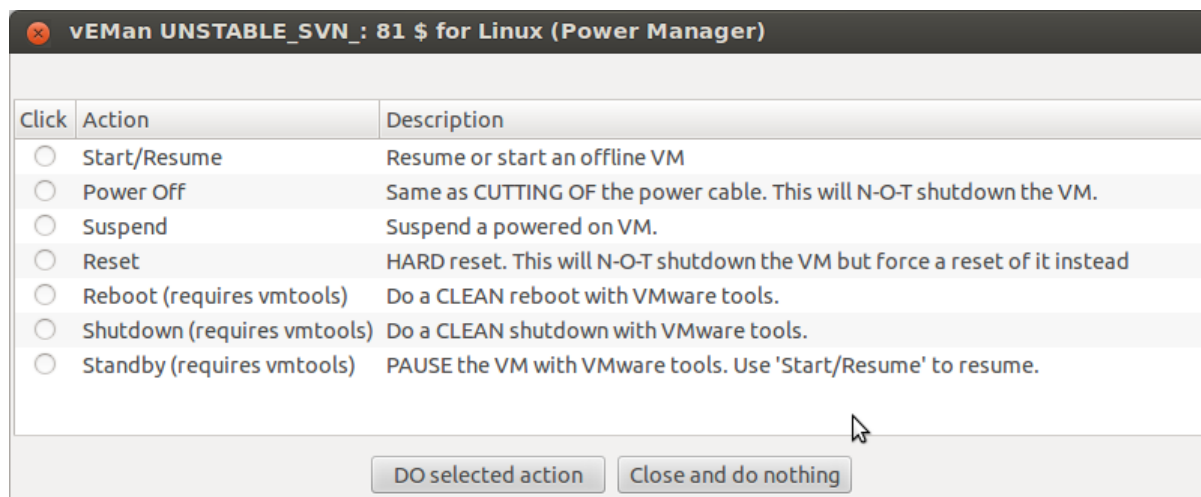 vEMan UNSTABLE_SVN_: 81 $ for Linux (Power Manager)
Click Action Description
Start/Resume Resume or start an offline VM
Power Off Same as CUTTING OF the power cable. This will N-O-T shutdown the VM.
Suspend Suspend a powered on VM.
Reset HARD reset. This will N-O-T shutdown the VM but force a reset of it instead
Reboot (requires vmtools) Do a CLEAN reboot with VMware tools.
Shutdown (requires vmtools) Do a CLEAN shutdown with VMware tools.
Standby (requires vmtools) PAUSE the VM with VMware tools. Use 'Start/Resume' to resume.
DO selected action Close and do nothing